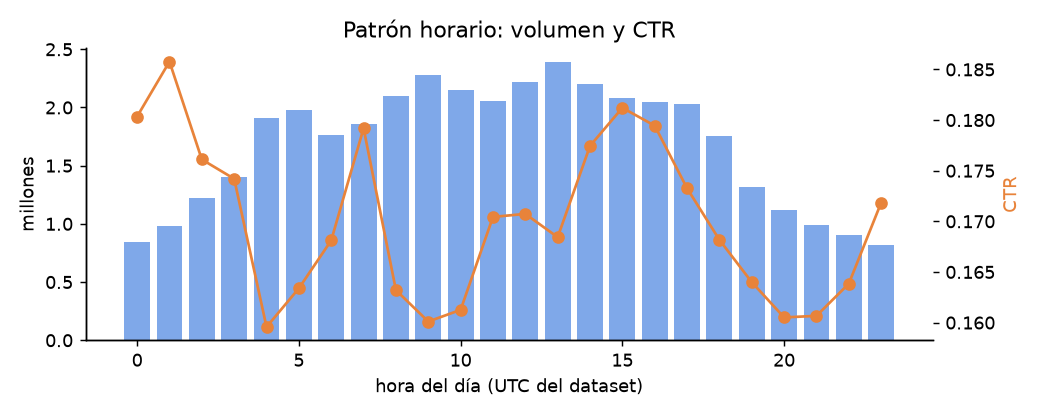 Patrón horario: volumen y CTR
2.5
2.0
1.5
1.0
0.5
0.0
millones
0.185
0.180
0.175
0.170
0.165
0.160
CTR
0 5 10 15 20
hora del día (UTC del dataset)